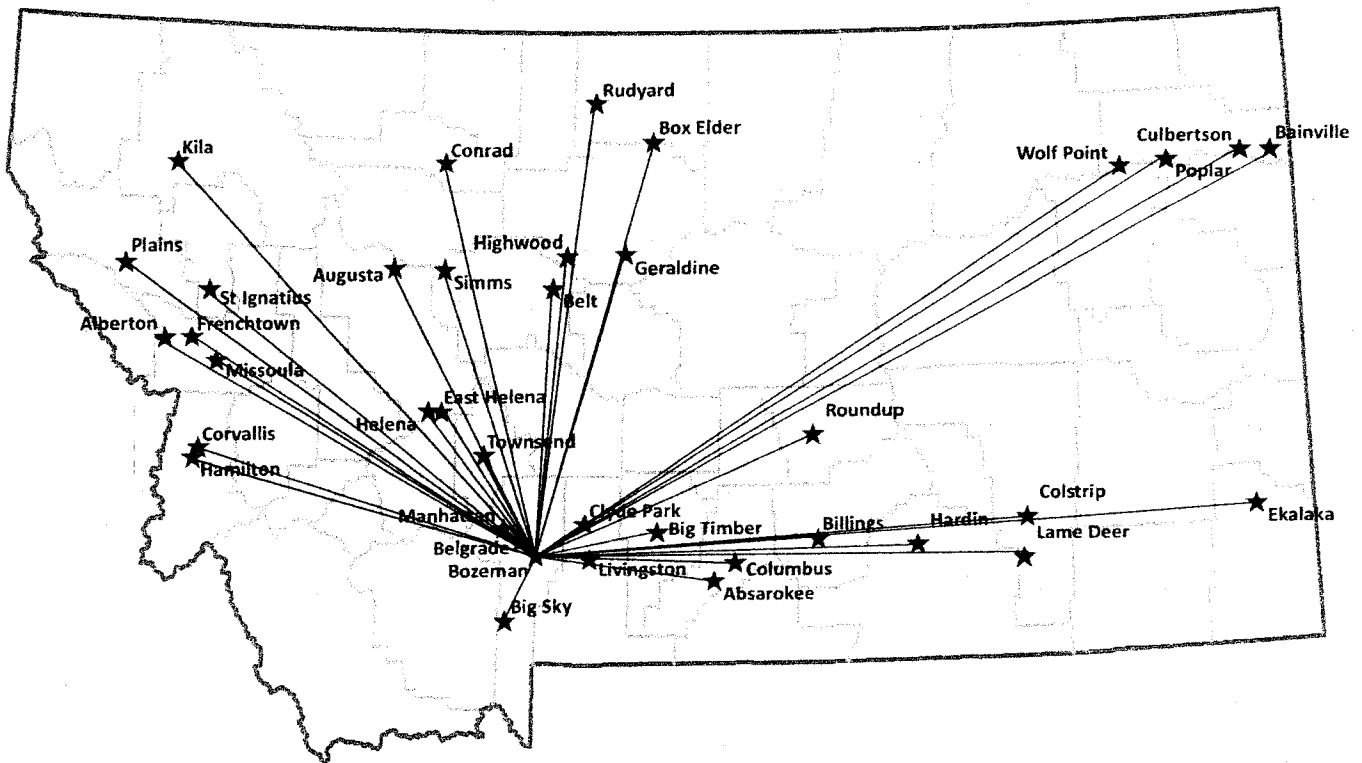 Rudyard
Box Elder
Culbertson
Bainville
Kila
Conrad
Wolf Point
Poplar
Plains
Highwood
Augusta
Simms
Geraldine
St Ignatius
Belt
Alberton
Frenchtown
Missoula
East Helena
Helena
Roundup
Corvallis
Townsend
Hamilton
Colstrip
Manhattan
Clyde Park
Big Timber
Billings
Hardin
Ekalaka
Lame Deer
Belgrade
Bozeman
Livingston
Columbus
Absarokee
Big Sky